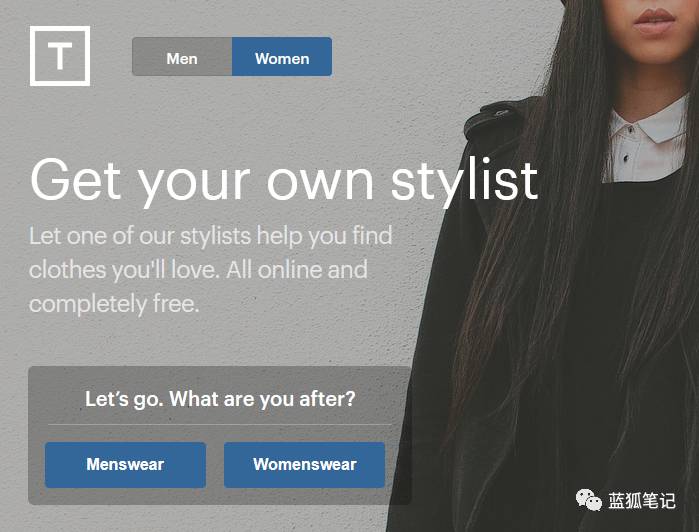 T
Men
Women
Get your own stylist
Let one of our stylists help you find
clothes you'll love. All online and
completely free.
Let's go. What are you after?
Menswear
Womenswear
蓝狐笔记